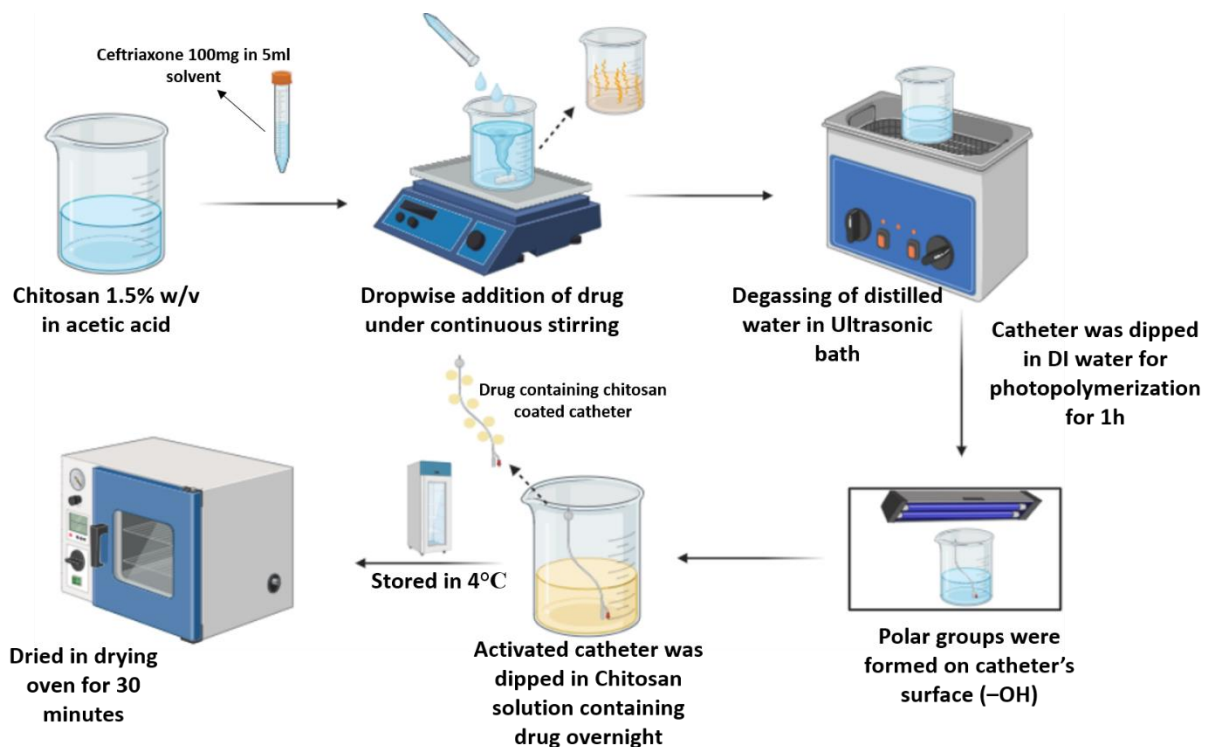 Ceftriaxone 100mg in 5ml
solvent
Chitosan 1.5% w/v
in acetic acid
Dropwise addition of drug
under continuous stirring
Degassing of distilled
water in Ultrasonic
bath
Catheter was dipped
in DI water for
photopolymerization
for 1h
Polar groups were
formed on catheter’s
surface (–OH)
Drug containing chitosan
coated catheter
Activated catheter was
dipped in Chitosan
solution containing
drug overnight
Stored in 4°C
Dried in drying
oven for 30
minutes